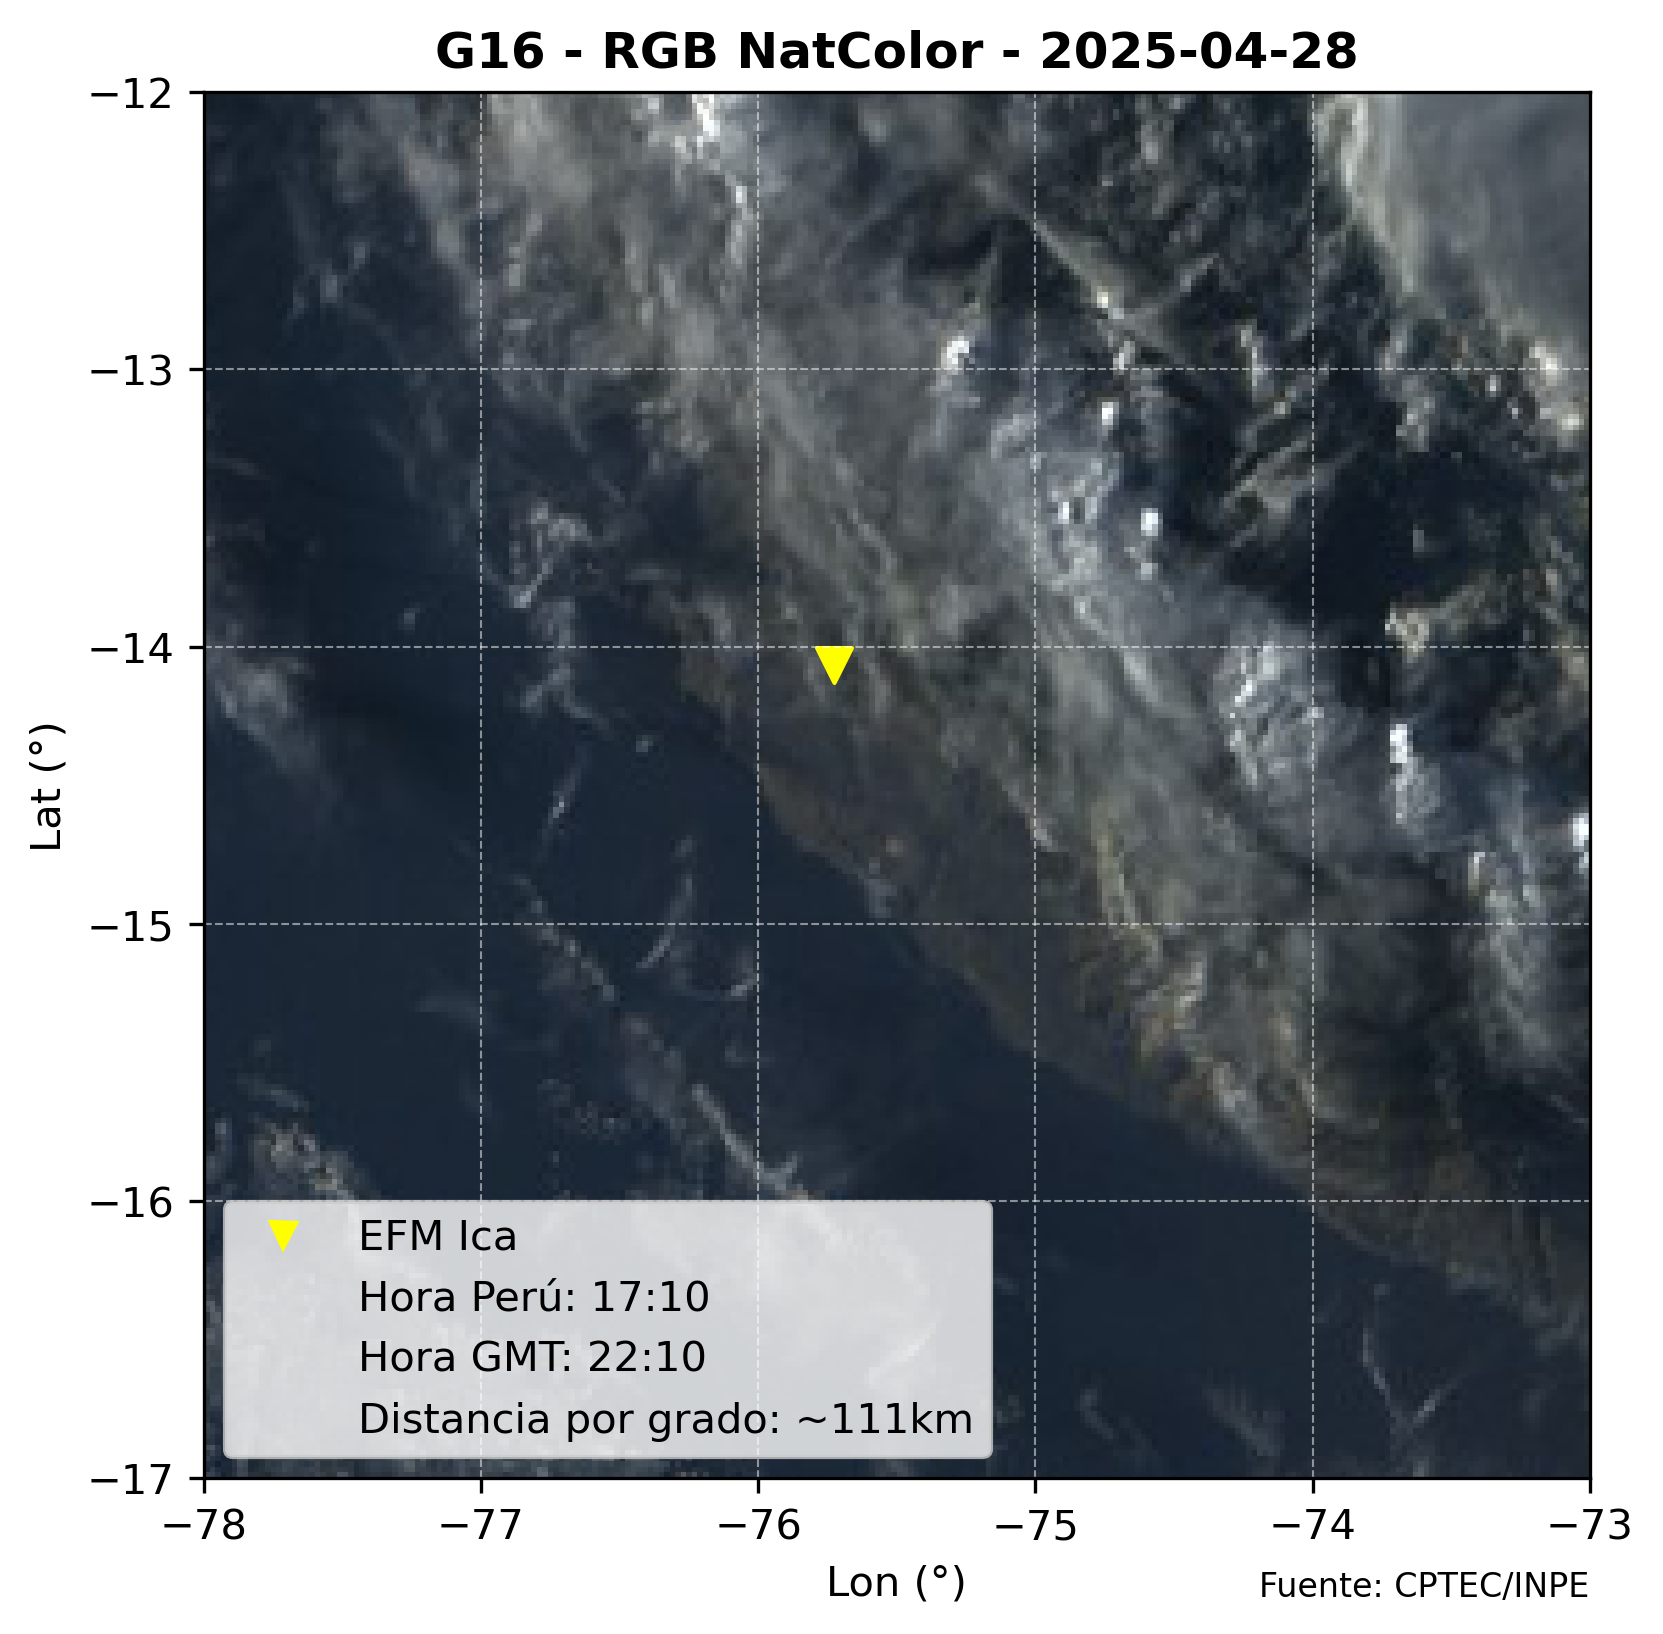 G16 - RGB NatColor - 2025-04-28
−12
−13
−14
−15
−16
−17
Lat (°)
EFM Ica
Hora Perú: 17:10
Hora GMT: 22:10
Distancia por grado: ~111km
−78 −77 −76 −75 −74 −73
Lon (°)
Fuente: CPTEC/INPE